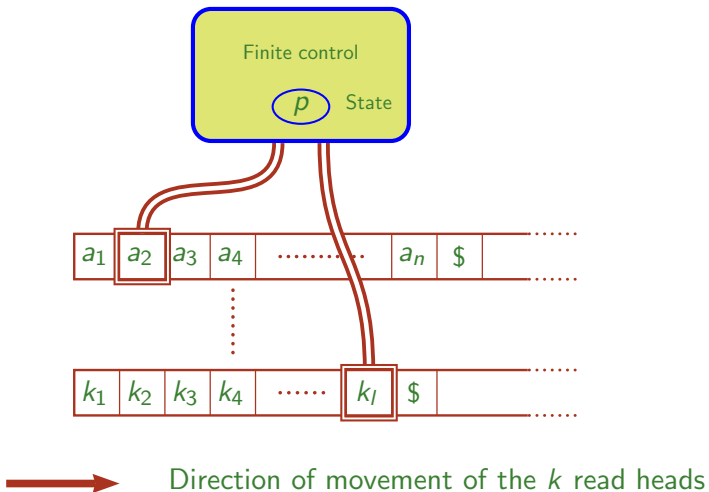 Finite control
p State
a₁ a₂ a₃ a₄ ........... aₙ $
k₁ k₂ k₃ k₄ ...... kₗ $
Direction of movement of the k read heads